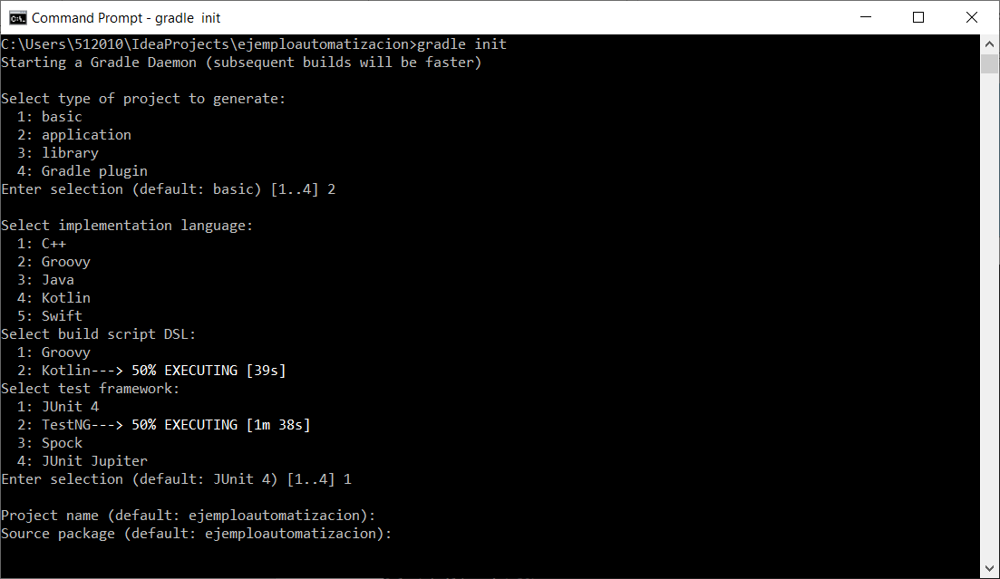 Command Prompt - gradle  init
C:\Users\512010\IdeaProjects\ejemploautomatizacion>gradle init
Starting a Gradle Daemon (subsequent builds will be faster)
Select type of project to generate:
  1: basic
  2: application
  3: library
  4: Gradle plugin
Enter selection (default: basic) [1..4] 2
Select implementation language:
  1: C++
  2: Groovy
  3: Java
  4: Kotlin
  5: Swift
Select build script DSL:
  1: Groovy
  2: Kotlin---> 50% EXECUTING [39s]
Select test framework:
  1: JUnit 4
  2: TestNG---> 50% EXECUTING [1m 38s]
  3: Spock
  4: JUnit Jupiter
Enter selection (default: JUnit 4) [1..4] 1
Project name (default: ejemploautomatizacion):
Source package (default: ejemploautomatizacion):